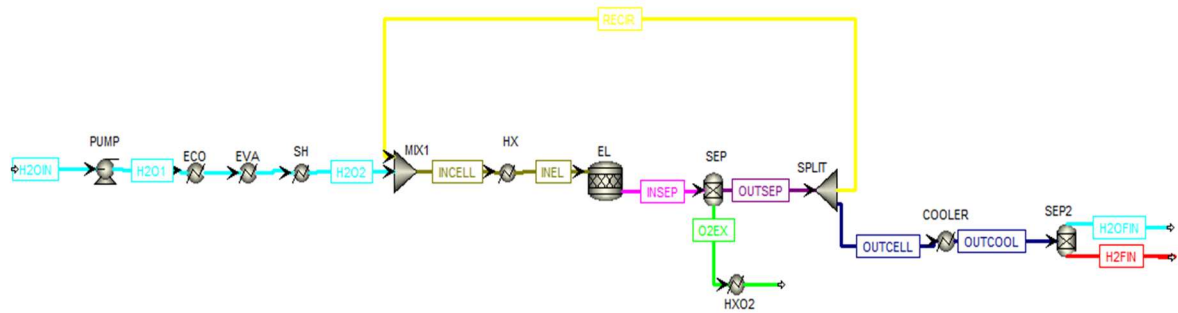 RECIR
PUMP
ECO
EVA
SH
MIX1
HX
EL
SEP
SPLIT
COOLER
SEP2
H2OIN
H2O1
H2O2
INCELL
INEL
INSEP
OUTSEP
O2EX
HXO2
OUTCELL
OUTCOOL
H2OFIN
H2FIN